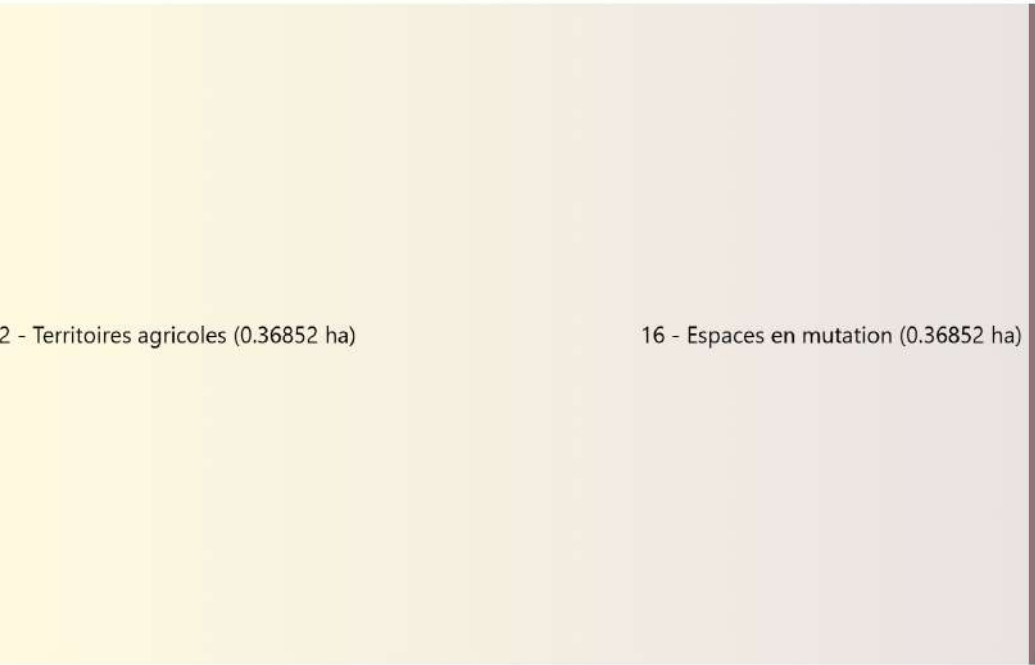 2 - Territoires agricoles (0.36852 ha)
16 - Espaces en mutation (0.36852 ha)